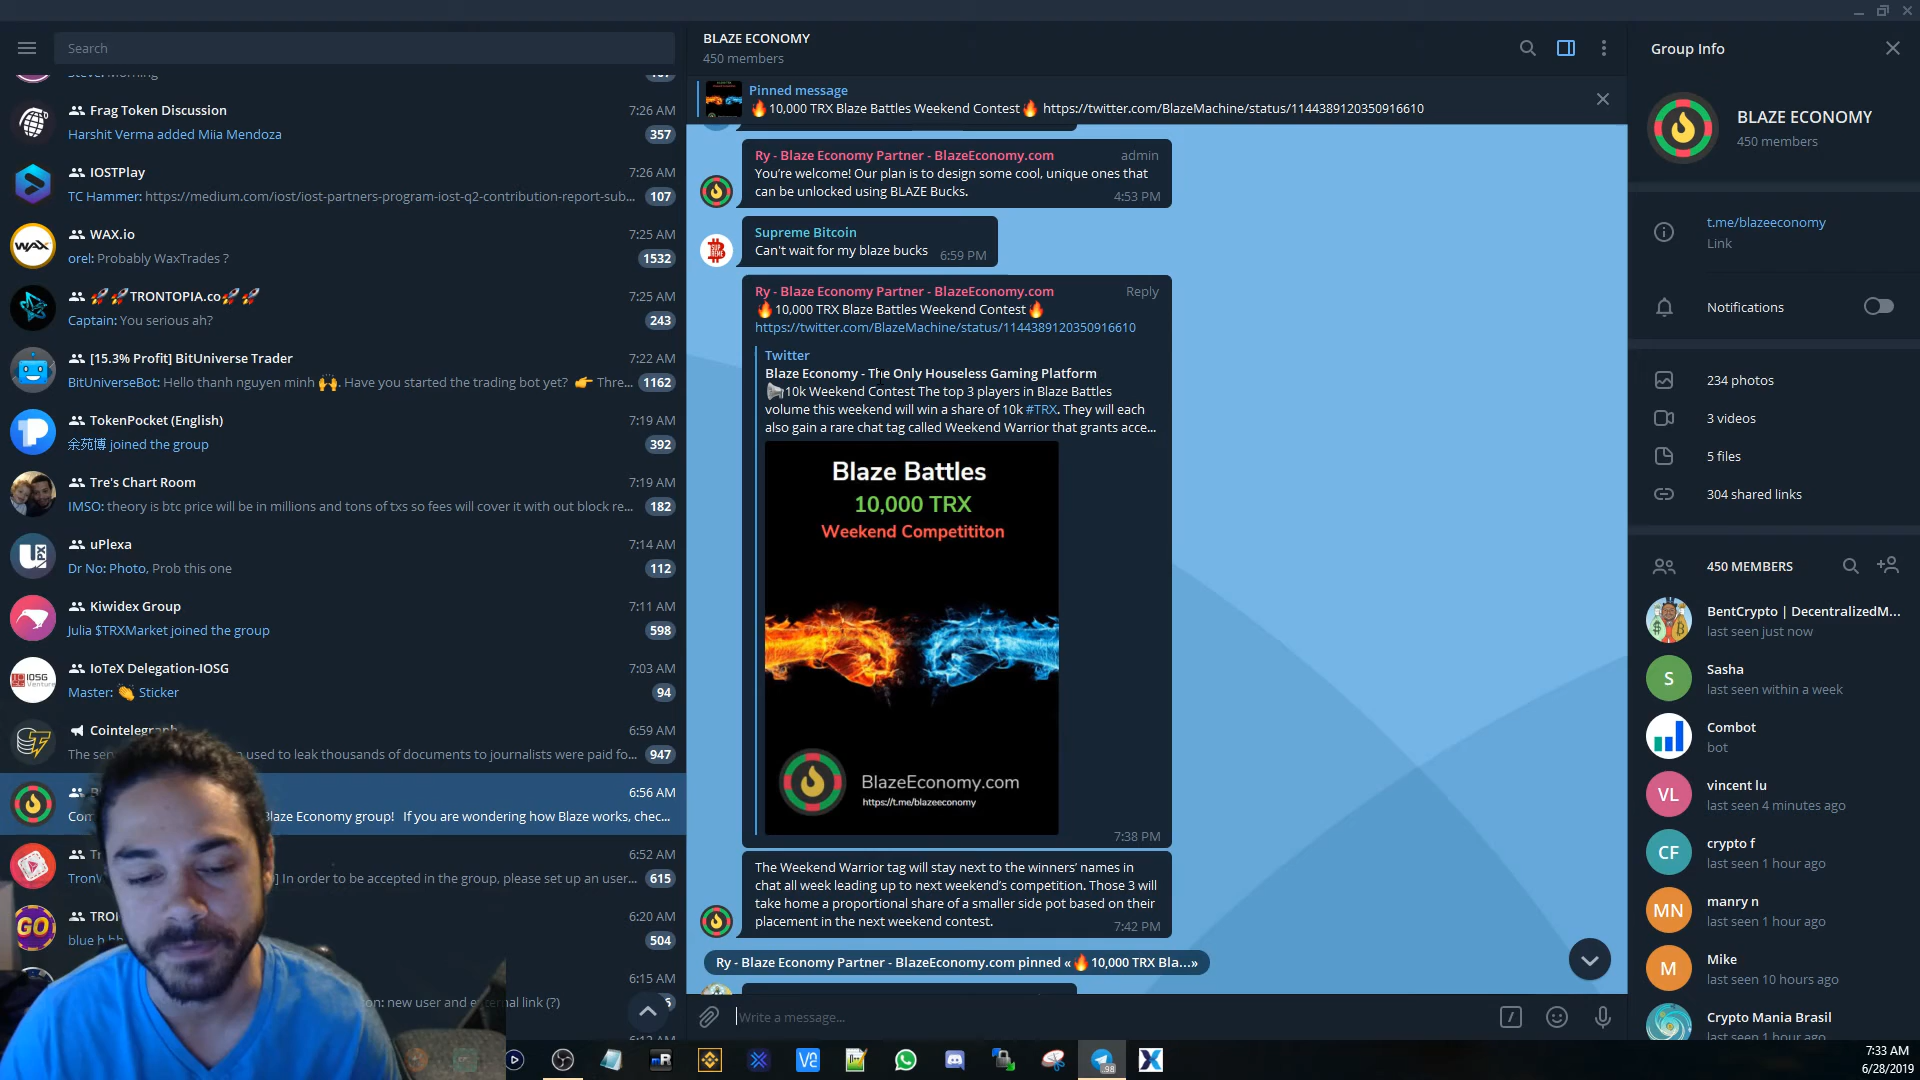 Search
Steve: Morning
Frag Token Discussion 7:26 AM
Harshit Verma added Miia Mendoza 357
IOSTPlay 7:26 AM
TC Hammer: https://medium.com/iost/iost-partners-program-iost-q2-contribution-report-sub... 107
WAX.io 7:25 AM
orel: Probably WaxTrades ? 1532
🚀🚀TRONTOPIA.co🚀🚀 7:25 AM
Captain: You serious ah? 243
[15.3% Profit] BitUniverse Trader 7:22 AM
BitUniverseBot: Hello thanh nguyen minh 🙌. Have you started the trading bot yet? 👉 Thre... 1162
TokenPocket (English) 7:19 AM
余苑博 joined the group 392
Tre's Chart Room 7:19 AM
IMSO: theory is btc price will be in millions and tons of txs so fees will cover it with out block re... 182
uPlexa 7:14 AM
Dr No: Photo, Prob this one 112
Kiwidex Group 7:11 AM
Julia $TRXMarket joined the group 598
IoTeX Delegation-IOSG 7:03 AM
Master: 👏 Sticker 94
Cointelegraph 6:59 AM
The ser used to leak thousands of documents to journalists were paid fo... 947
6:56 AM
Com Blaze Economy group! If you are wondering how Blaze works, chec...
6:52 AM
TronW ] In order to be accepted in the group, please set up an user... 615
TRO 6:20 AM
blue h 504
6:15 AM
on: new user and external link (?)
WAX
IOSG
GO
BLAZE ECONOMY
450 members
Pinned message
🔥10,000 TRX Blaze Battles Weekend Contest🔥 https://twitter.com/BlazeMachine/status/1144389120350916610
Ry - Blaze Economy Partner - BlazeEconomy.com admin
You're welcome! Our plan is to design some cool, unique ones that
can be unlocked using BLAZE Bucks. 4:53 PM
Supreme Bitcoin
Can't wait for my blaze bucks 6:59 PM
Ry - Blaze Economy Partner - BlazeEconomy.com Reply
🔥10,000 TRX Blaze Battles Weekend Contest🔥
https://twitter.com/BlazeMachine/status/1144389120350916610
Twitter
Blaze Economy - The Only Houseless Gaming Platform
📢10k Weekend Contest The top 3 players in Blaze Battles
volume this weekend will win a share of 10k #TRX. They will each
also gain a rare chat tag called Weekend Warrior that grants acce...
Blaze Battles
10,000 TRX
Weekend Competititon
BlazeEconomy.com
https://t.me/blazeeconomy
7:38 PM
The Weekend Warrior tag will stay next to the winners' names in
chat all week leading up to next weekend's competition. Those 3 will
take home a proportional share of a smaller side pot based on their
placement in the next weekend contest. 7:42 PM
Ry - Blaze Economy Partner - BlazeEconomy.com pinned «🔥10,000 TRX Bla...»
Write a message...
Group Info
BLAZE ECONOMY
450 members
t.me/blazeeconomy
Link
Notifications
234 photos
3 videos
5 files
304 shared links
450 MEMBERS
BentCrypto | DecentralizedM...
last seen just now
S
Sasha
last seen within a week
Combot
bot
VL
vincent lu
last seen 4 minutes ago
CF
crypto f
last seen 1 hour ago
MN
manry n
last seen 1 hour ago
M
Mike
last seen 10 hours ago
Crypto Mania Brasil
last seen 1 hour ago
98
7:33 AM
6/28/2019